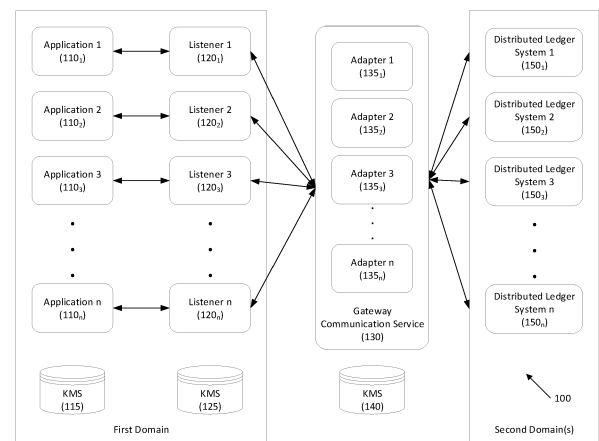 Application 1
(110₁)
Listener 1
(120₁)
Adapter 1
(135₁)
Distributed Ledger
System 1
(150₁)
Application 2
(110₂)
Listener 2
(120₂)
Adapter 2
(135₂)
Distributed Ledger
System 2
(150₂)
Application 3
(110₃)
Listener 3
(120₃)
Adapter 3
(135₃)
Distributed Ledger
System 3
(150₃)
Application n
(110ₙ)
Listener n
(120ₙ)
Adapter n
(135ₙ)
Distributed Ledger
System n
(150ₙ)
Gateway
Communication Service
(130)
KMS
(115)
KMS
(125)
KMS
(140)
100
First Domain
Second Domain(s)